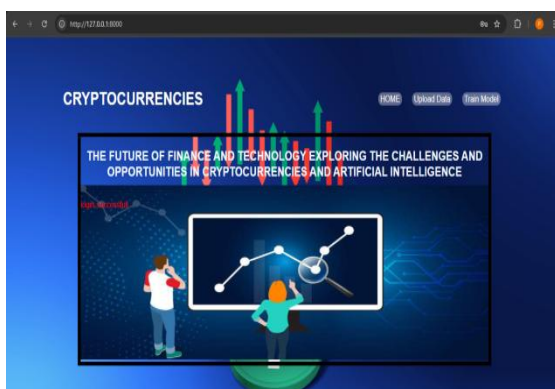 http://127.0.0.1:8000
CRYPTOCURRENCIES
HOME Upload Data Train Model
THE FUTURE OF FINANCE AND TECHNOLOGY EXPLORING THE CHALLENGES AND
OPPORTUNITIES IN CRYPTOCURRENCIES AND ARTIFICIAL INTELLIGENCE